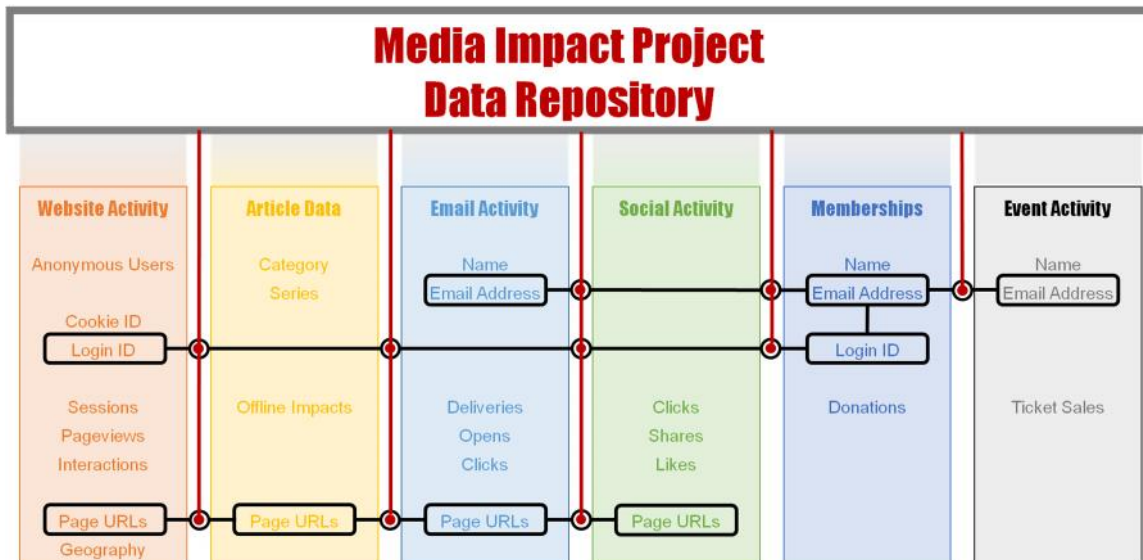 Media Impact Project
Data Repository
Website Activity
Anonymous Users
Cookie ID
Login ID
Sessions
Pageviews
Interactions
Page URLs
Geography
Article Data
Category
Series
Offline Impacts
Page URLs
Email Activity
Name
Email Address
Deliveries
Opens
Clicks
Page URLs
Social Activity
Clicks
Shares
Likes
Page URLs
Memberships
Name
Email Address
Login ID
Donations
Event Activity
Name
Email Address
Ticket Sales